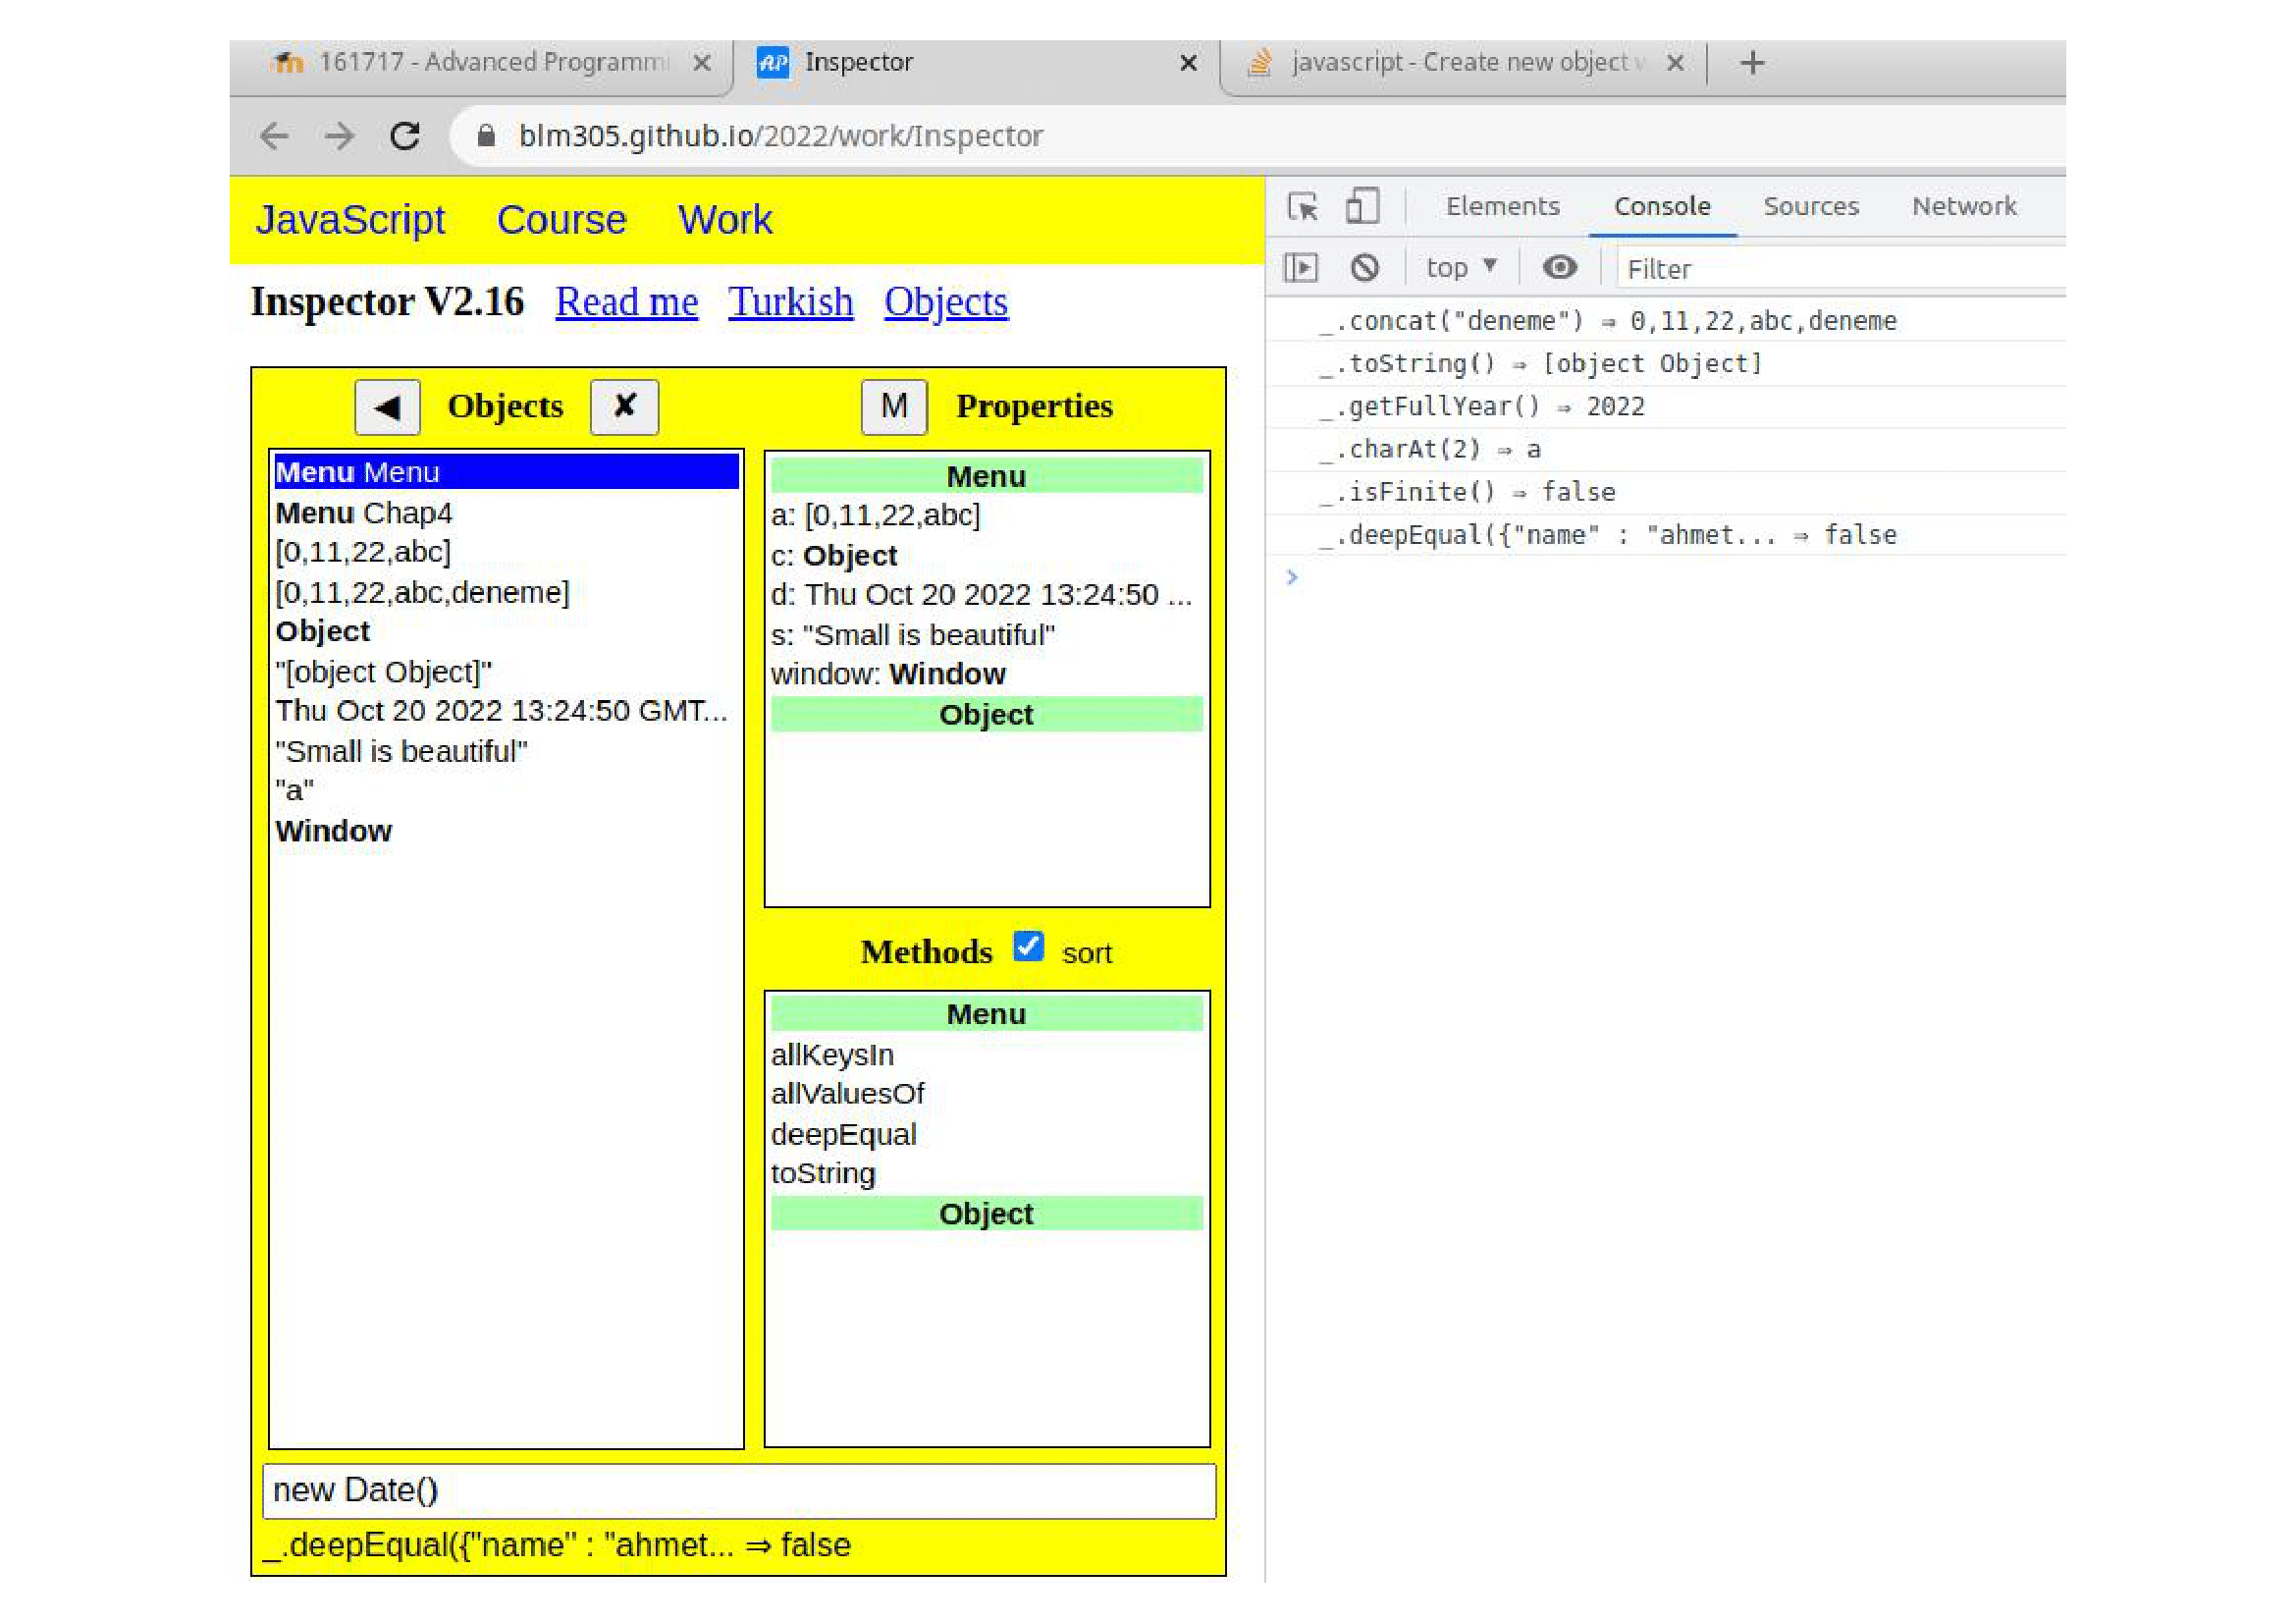 161717 - Advanced Programmi
Inspector
javascript - Create new object w
blm305.github.io/2022/work/Inspector
JavaScript Course Work
Inspector V2.16 Read me Turkish Objects
◀ Objects ✘
Menu Menu
Menu Chap4
[0,11,22,abc]
[0,11,22,abc,deneme]
Object
"[object Object]"
Thu Oct 20 2022 13:24:50 GMT...
"Small is beautiful"
"a"
Window
M Properties
Menu
a: [0,11,22,abc]
c: Object
d: Thu Oct 20 2022 13:24:50 ...
s: "Small is beautiful"
window: Window
Object
Methods sort
Menu
allKeysIn
allValuesOf
deepEqual
toString
Object
new Date()
_.deepEqual({"name" : "ahmet... ⇒ false
Elements Console Sources Network
top ▼ Filter
_.concat("deneme") ⇒ 0,11,22,abc,deneme
_.toString() ⇒ [object Object]
_.getFullYear() ⇒ 2022
_.charAt(2) ⇒ a
_.isFinite() ⇒ false
_.deepEqual({"name" : "ahmet... ⇒ false
>